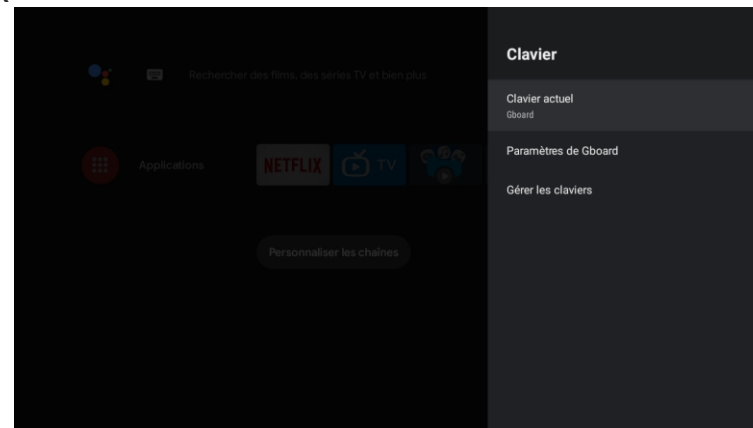 Clavier
Rechercher des films, des séries TV et bien plus
Clavier actuel
Gboard
Applications
NETFLIX
TV
Paramètres de Gboard
Gérer les claviers
Personnaliser les chaînes